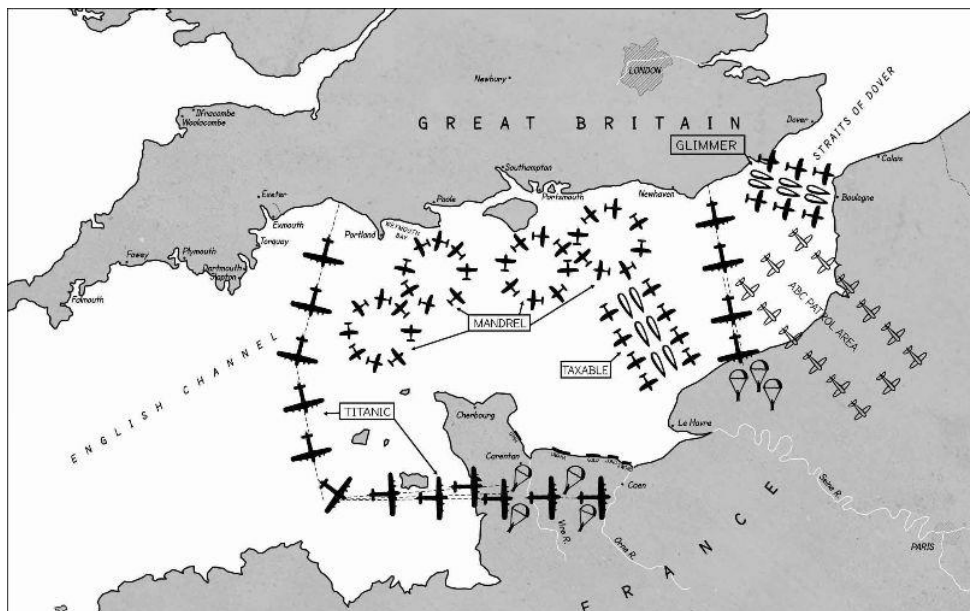 LONDON
Newbury
Ilfracombe
Woolacombe
GREAT BRITAIN
Dover
STRAITS OF DOVER
GLIMMER
Calais
Southampton
Exeter
Poole
Portsmouth
Newhaven
Boulogne
Exmouth
Portland
WEYMOUTH BAY
Torquay
Plymouth
Fowey
Dartmouth
Slapton
Falmouth
ABC PATROL AREA
MANDREL
ENGLISH CHANNEL
TAXABLE
TITANIC
Cherbourg
Le Havre
Carentan
Caen
Seine R.
Vire R.
Orne R.
PARIS
FRANCE